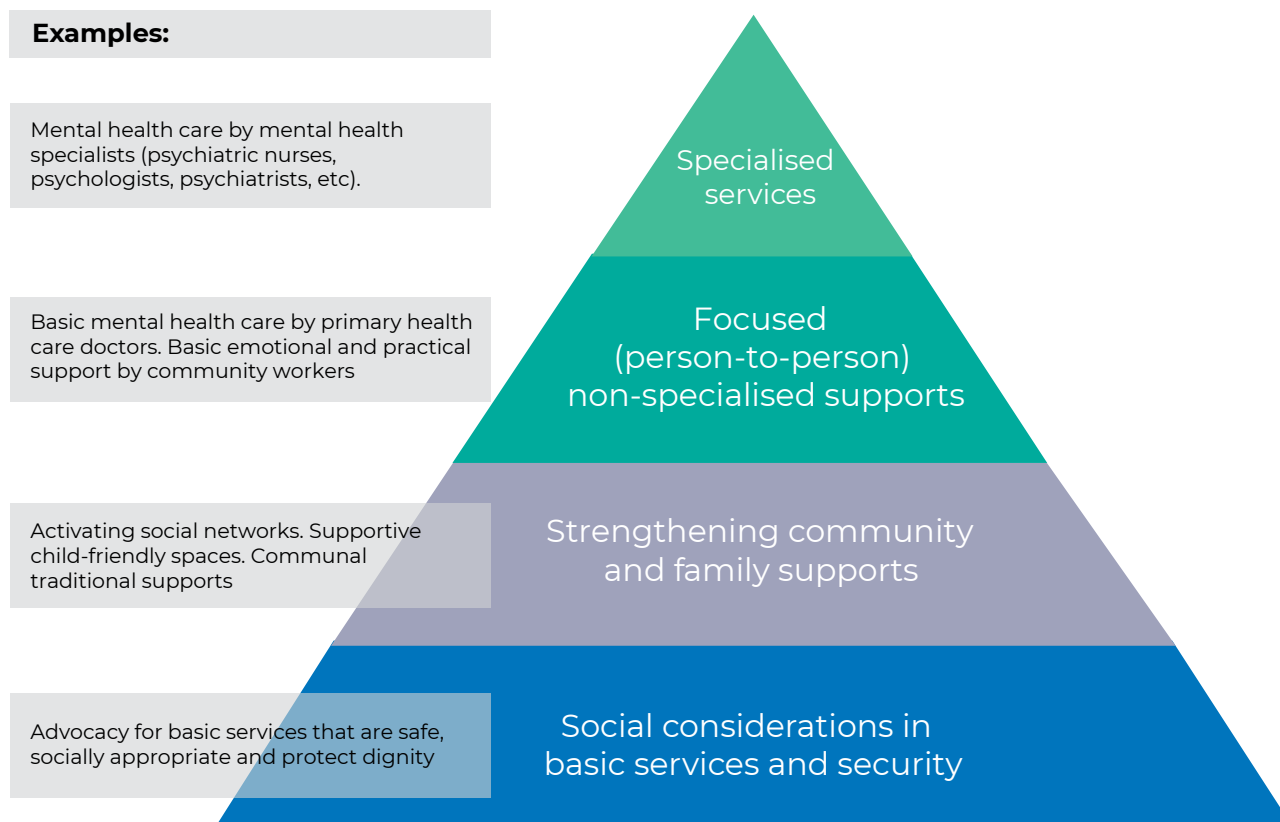 Examples:
Mental health care by mental health
specialists (psychiatric nurses,
psychologists, psychiatrists, etc).
Specialised
services
Basic mental health care by primary health
care doctors. Basic emotional and practical
support by community workers
Focused
(person-to-person)
non-specialised supports
Activating social networks. Supportive
child-friendly spaces. Communal
traditional supports
Strengthening community
and family supports
Advocacy for basic services that are safe,
socially appropriate and protect dignity
Social considerations in
basic services and security